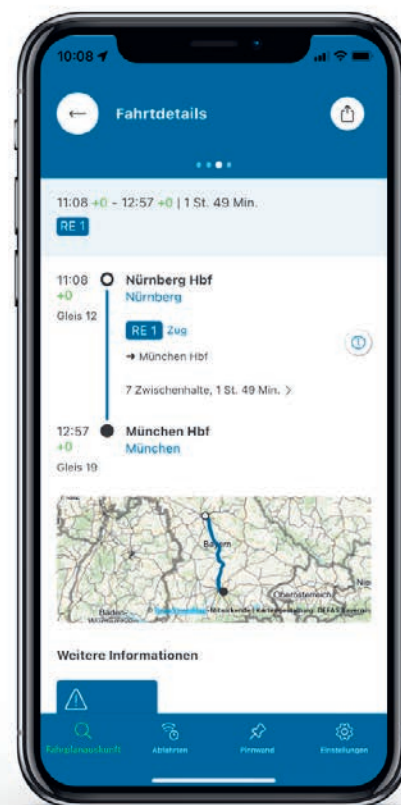 10:08
Fahrtdetails
11:08 +0 - 12:57 +0 | 1 St. 49 Min.
RE 1
11:08 Nürnberg Hbf
+0 Nürnberg
Gleis 12
RE 1 Zug
→ München Hbf
7 Zwischenhalte, 1 St. 49 Min. >
12:57 München Hbf
+0 München
Gleis 19
Bayern
Oberösterreich
Baden-
Weitere Informationen
Fahrplanauskunft Abfahrten Pinnwand Einstellungen